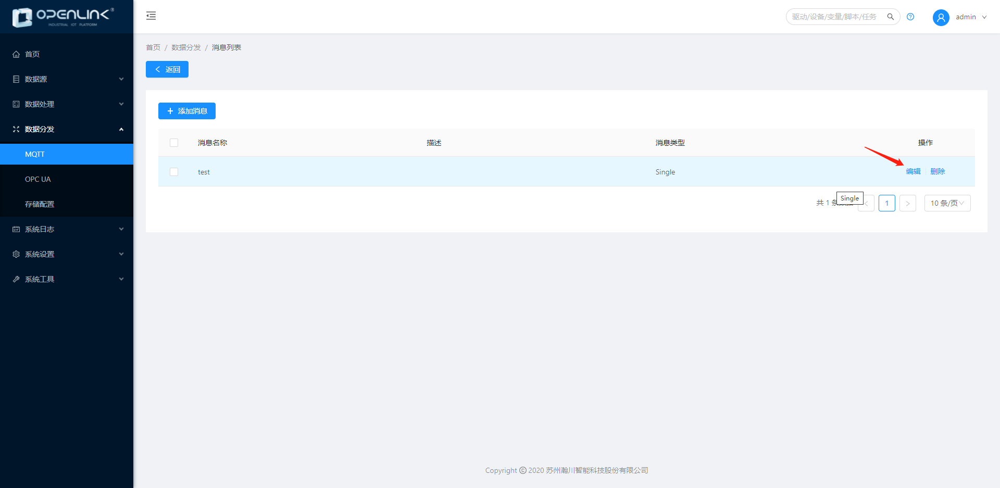 OPENLINK®
INDUSTRIAL IOT PLATFORM
驱动/设备/变量/脚本/任务
admin
首页
数据源
数据处理
数据分发
MQTT
OPC UA
存储配置
系统日志
系统设置
系统工具
首页 / 数据分发 / 消息列表
返回
添加消息
消息名称 描述 消息类型 操作
test Single 编辑 删除
Single
共 1 条 1 10 条/页
Copyright © 2020 苏州瀚川智能科技股份有限公司